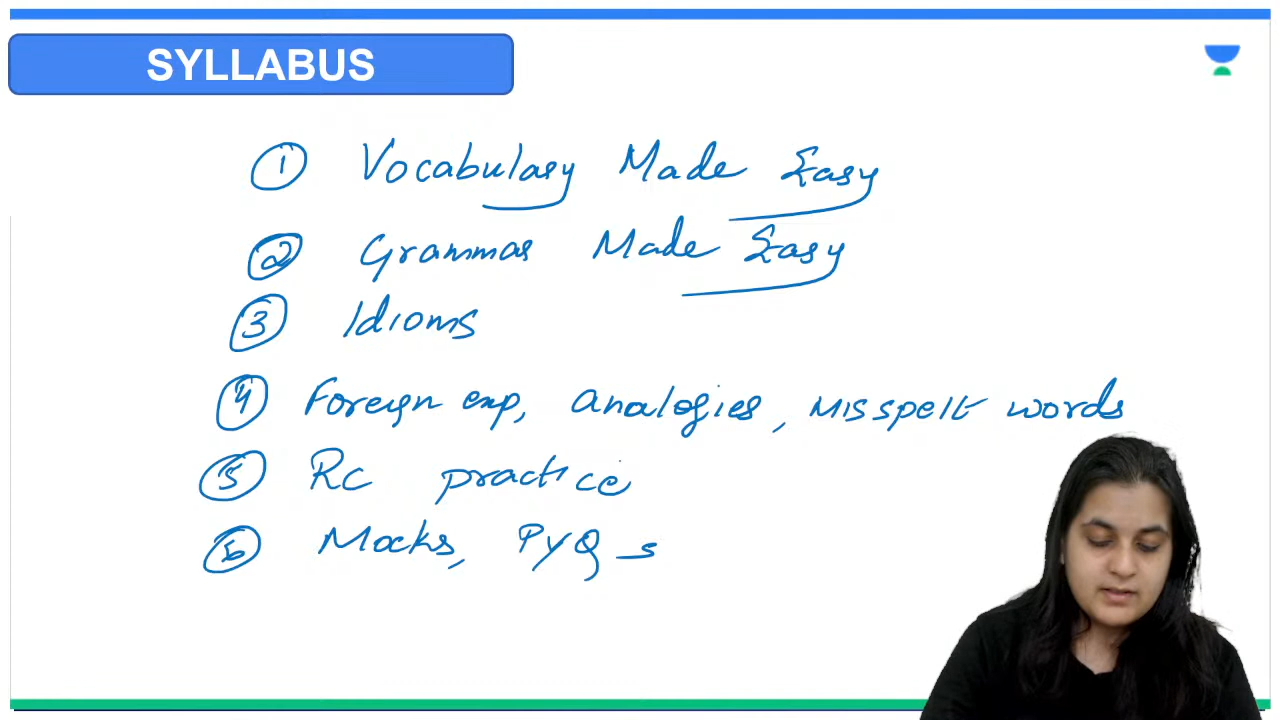 SYLLABUS
1 Vocabulary Made Easy
2 Grammar Made Easy
3 Idioms
4 Foreign exp, analogies, Misspelt words
5 RC practice
6 Mocks, PYQ_s